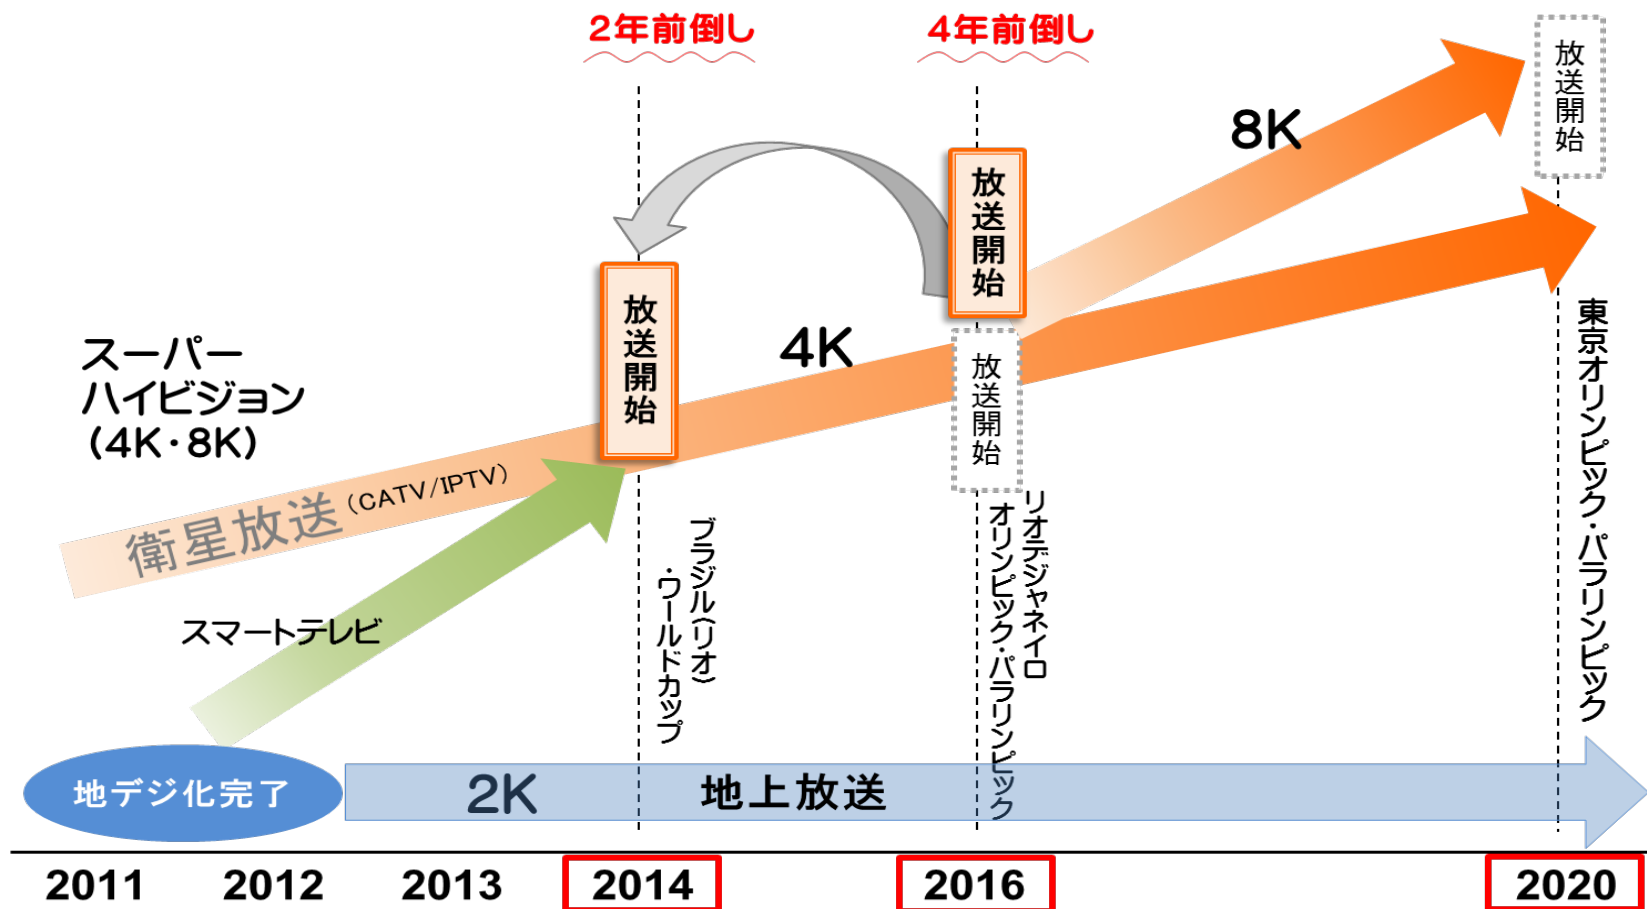 2年前倒し
4年前倒し
放送開始
8K
放送開始
放送開始
4K
放送開始
スーパー
ハイビジョン
(4K・8K)
衛星放送(CATV/IPTV)
スマートテレビ
ブラジル(リオ)
・ワールドカップ
リオデジャネイロ
オリンピック・パラリンピック
東京オリンピック・パラリンピック
地デジ化完了
2K
地上放送
2011
2012
2013
2014
2016
2020